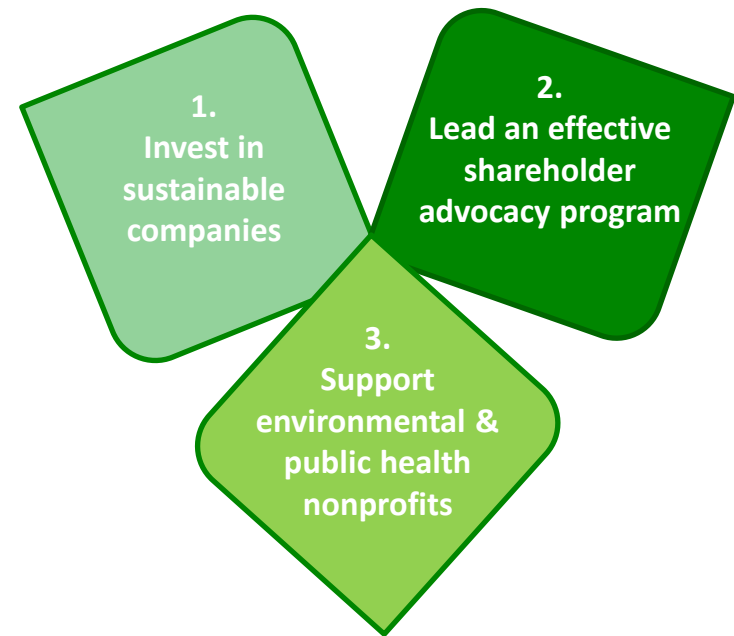 1.
Invest in
sustainable
companies
2.
Lead an effective
shareholder
advocacy program
3.
Support
environmental &
public health
nonprofits